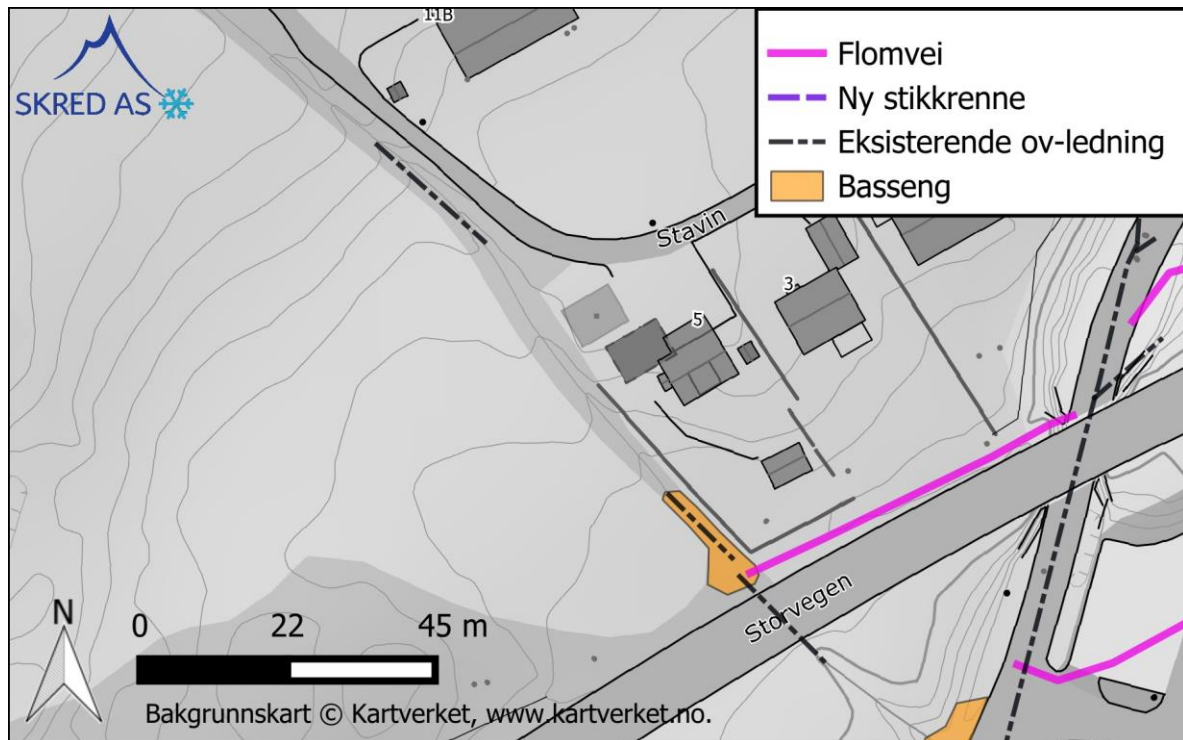 11B
SKRED AS
Flomvei
Ny stikkrenne
Eksisterende ov-ledning
Basseng
Stavin
3
5
Storvegen
N
0 22 45 m
Bakgrunnskart © Kartverket, www.kartverket.no.